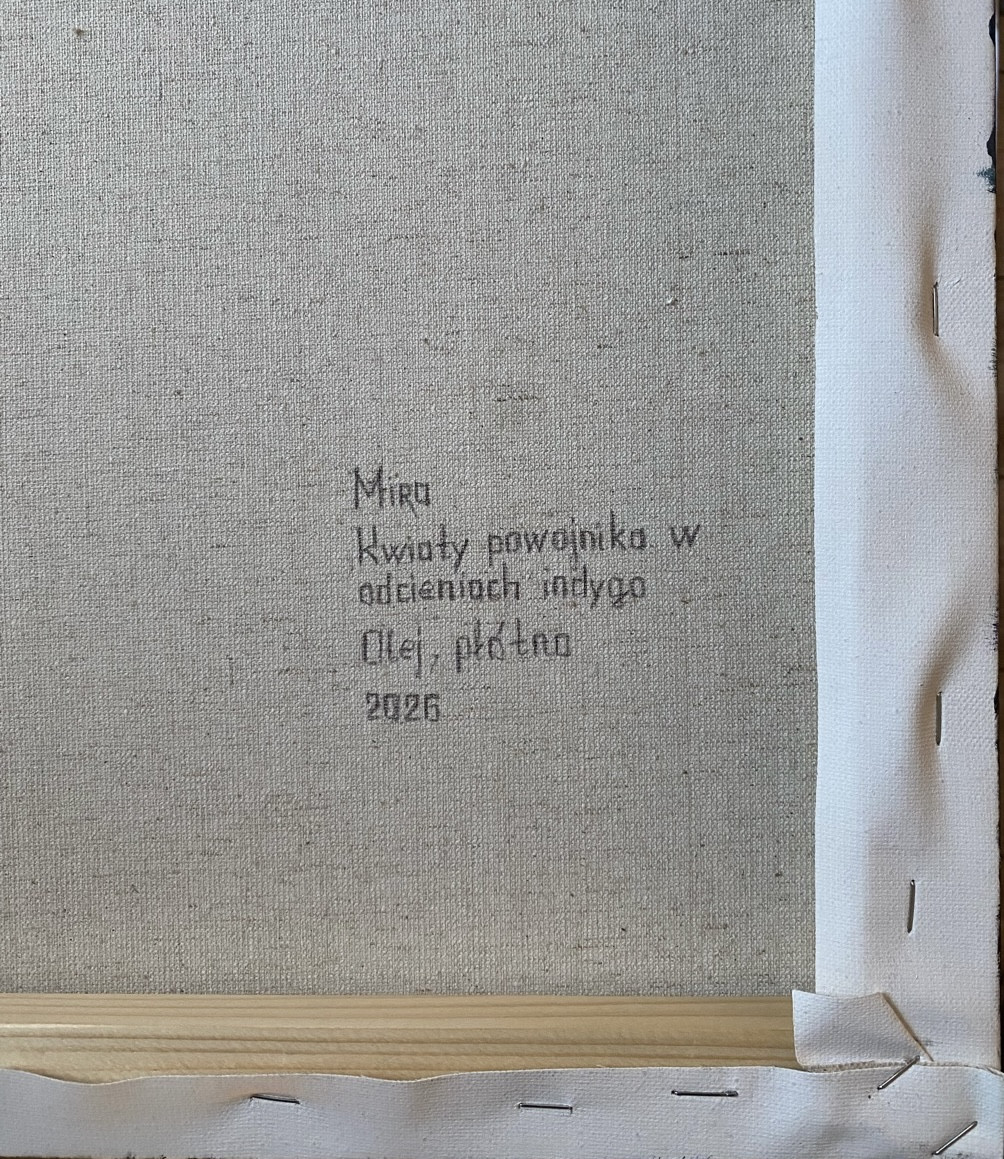 Mira
Kwiaty powojnika w
odcieniach indygo
Olej, płótno
2026